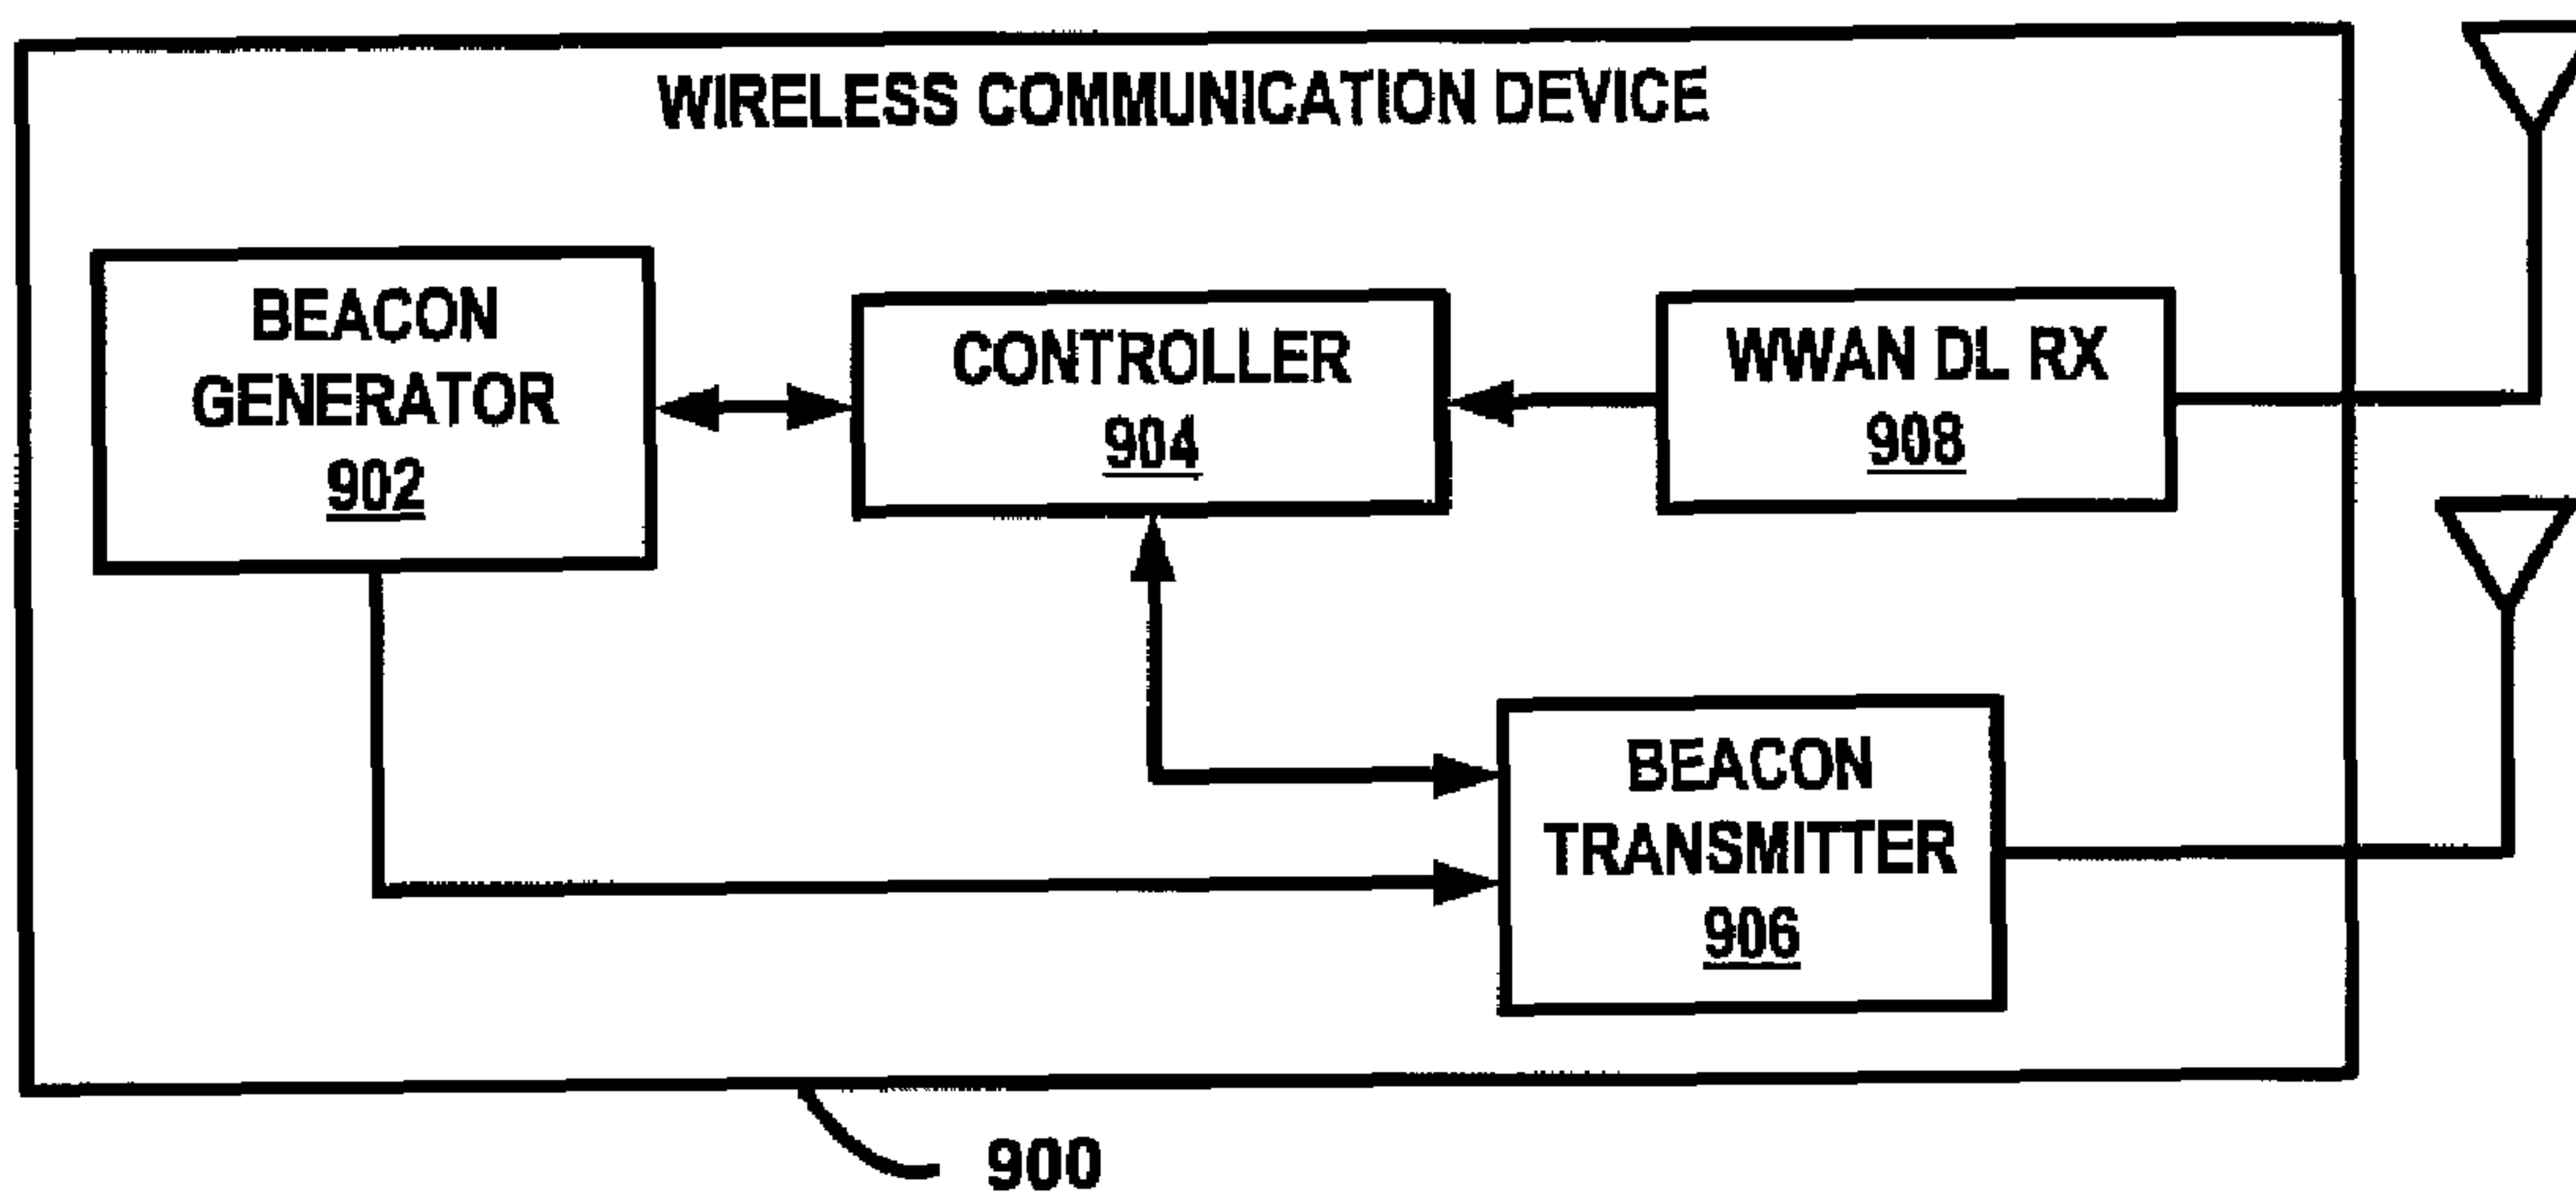 WIRELESS COMMUNICATION DEVICE
BEACON
GENERATOR
902
CONTROLLER
904
WWAN DL RX
908
BEACON
TRANSMITTER
906
900